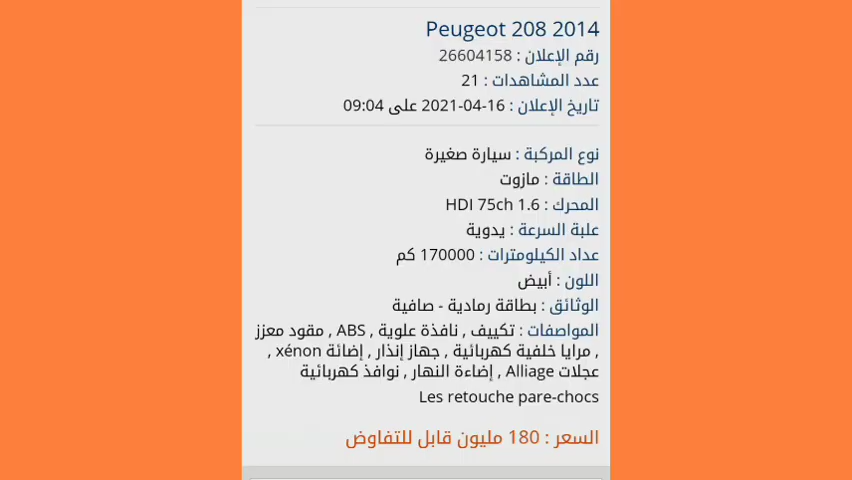 Peugeot 208 2014
رقم الإعلان : 26604158
عدد المشاهدات : 21
تاريخ الإعلان : 16-04-2021 على 09:04
نوع المركبة : سيارة صغيرة
الطاقة : مازوت
المحرك : 1.6 HDI 75ch
علبة السرعة : يدوية
عداد الكيلومترات : 170000 كم
اللون : أبيض
الوثائق : بطاقة رمادية - صافية
المواصفات : تكييف , نافذة علوية , ABS , مقود معزز
, مرايا خلفية كهربائية , جهاز إنذار , إضائة xénon ,
عجلات Alliage , إضاءة النهار , نوافذ كهربائية
Les retouche pare-chocs
السعر : 180 مليون قابل للتفاوض